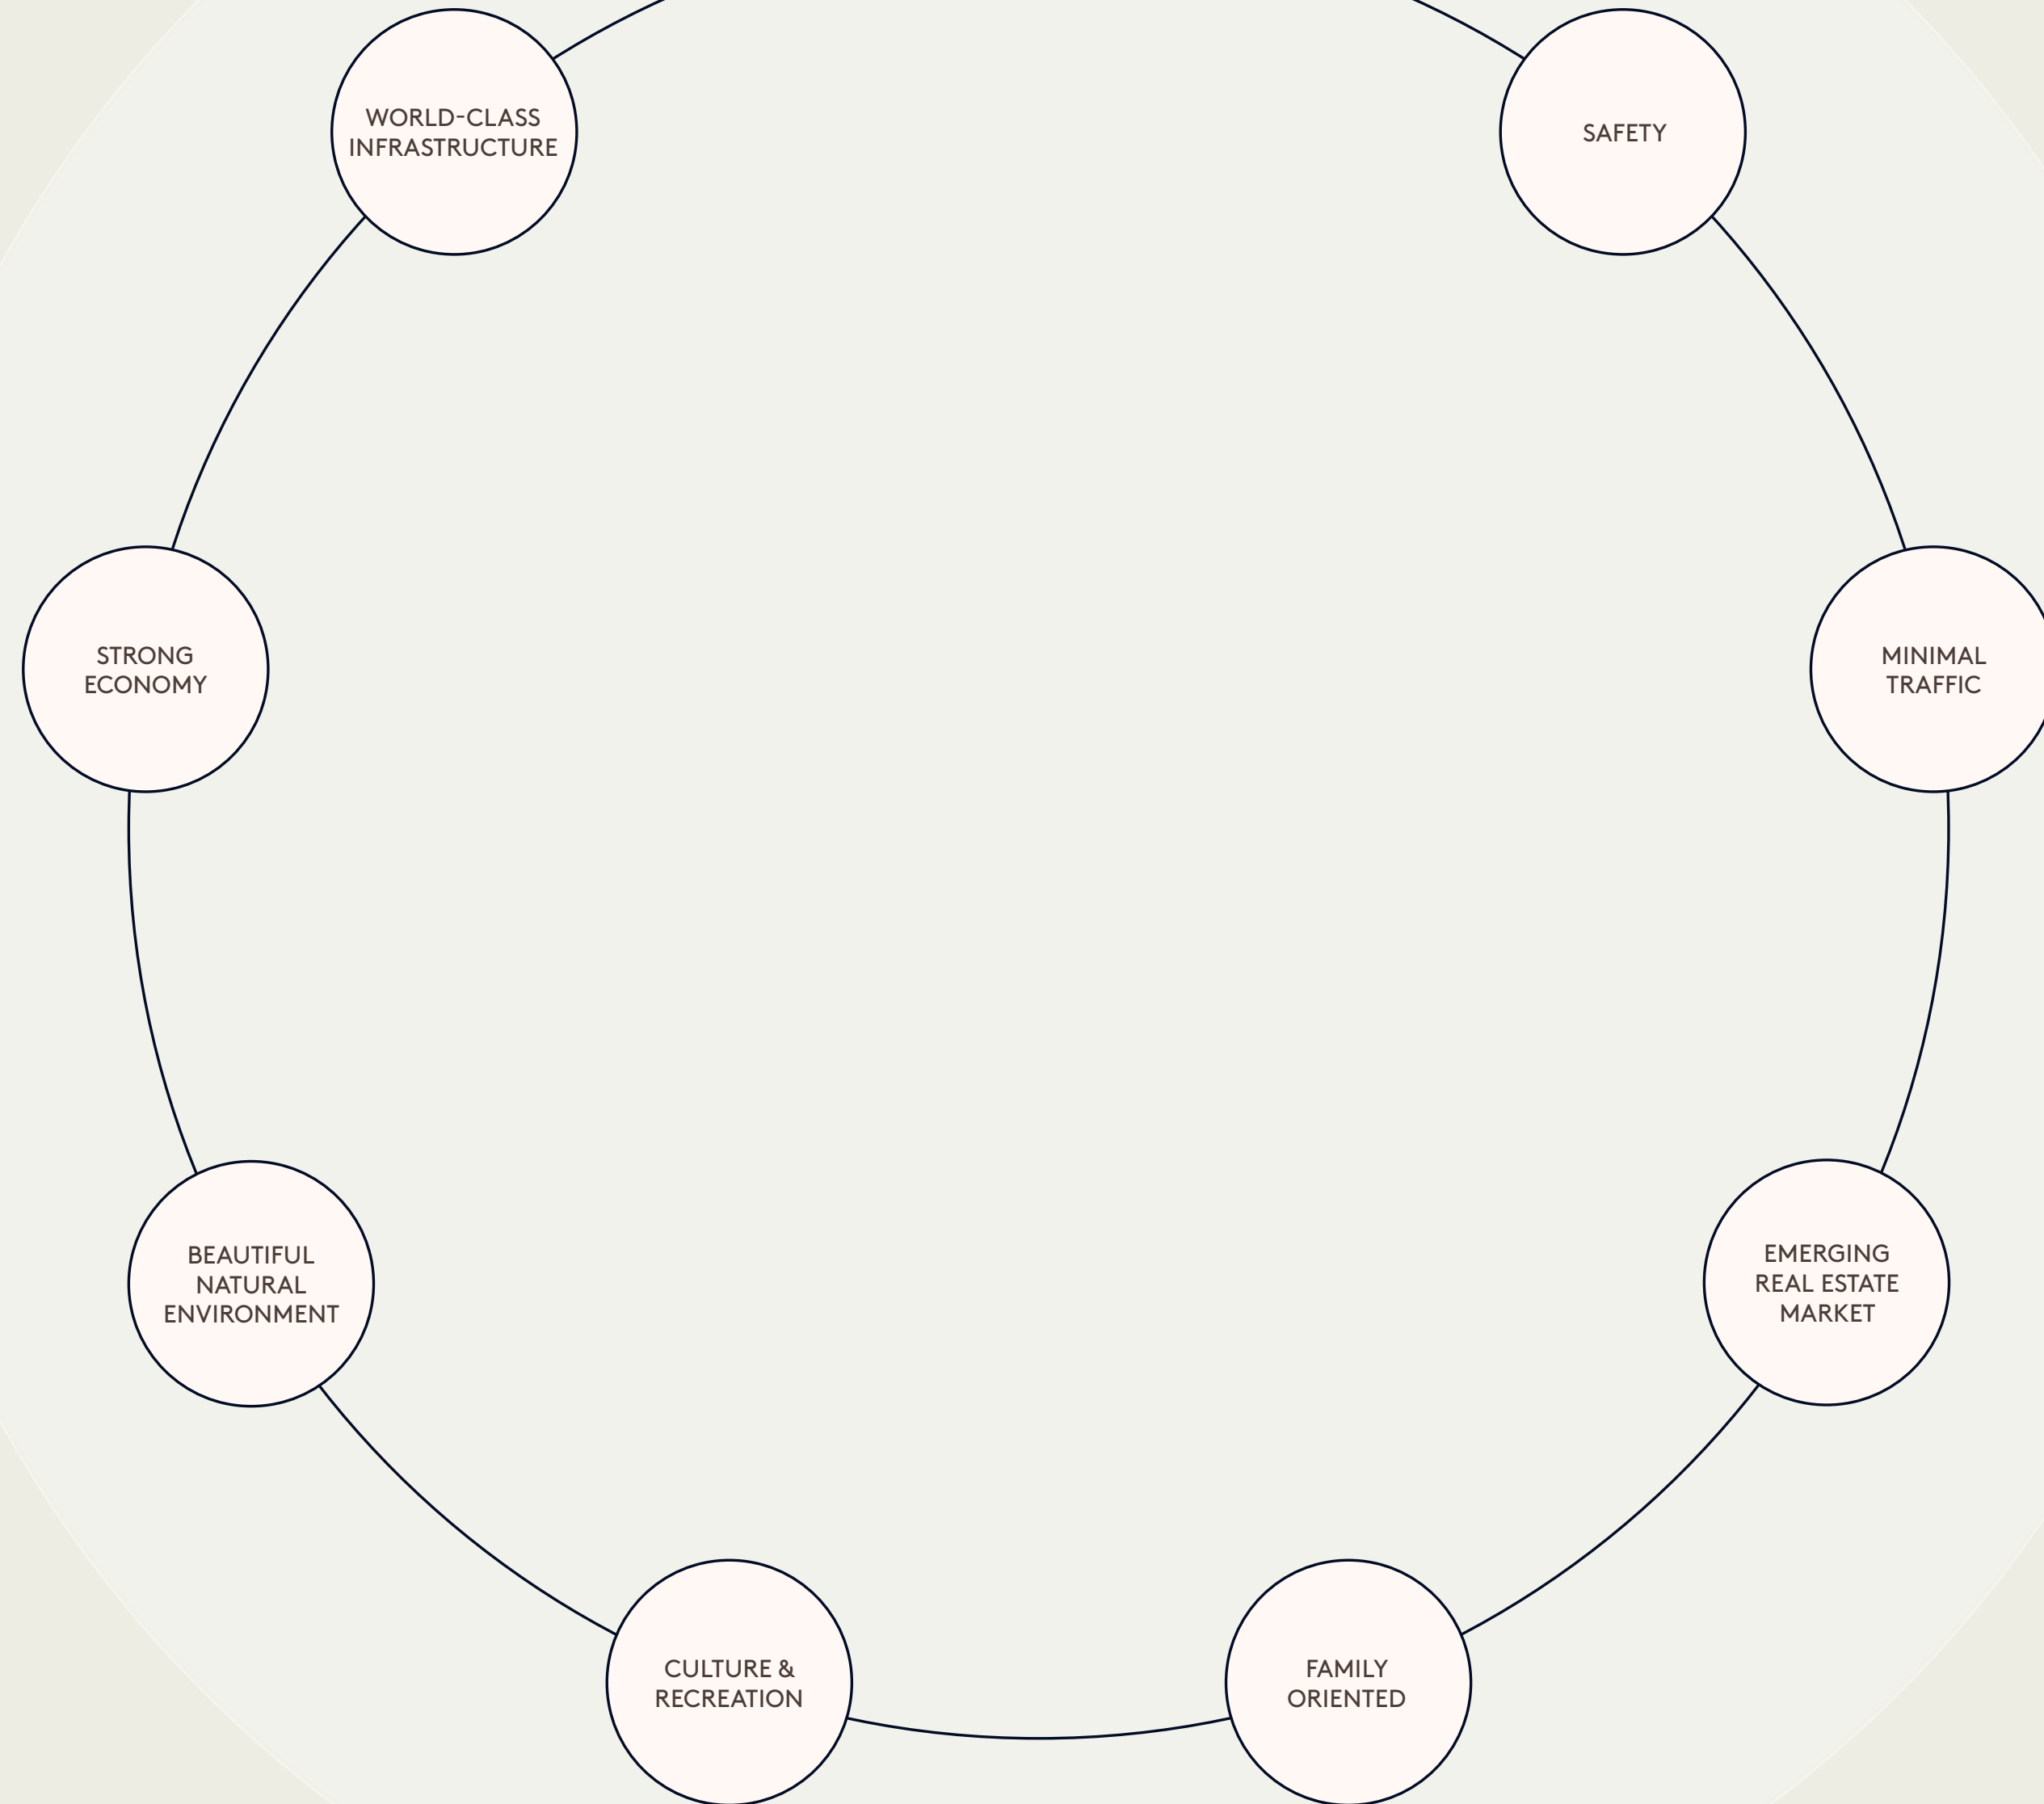 WORLD-CLASS
INFRASTRUCTURE
SAFETY
STRONG
ECONOMY
MINIMAL
TRAFFIC
BEAUTIFUL
NATURAL
ENVIRONMENT
EMERGING
REAL ESTATE
MARKET
CULTURE &
RECREATION
FAMILY
ORIENTED